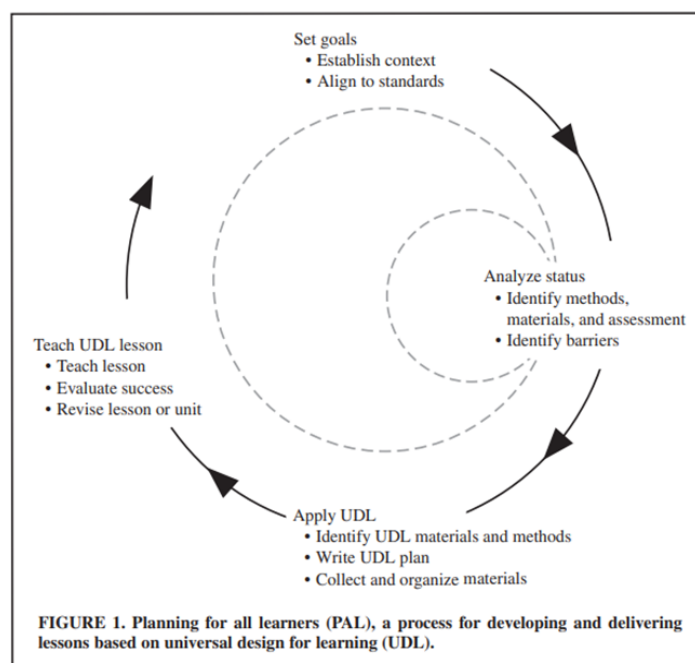 Set goals
• Establish context
• Align to standards
Analyze status
• Identify methods,
materials, and assessment
• Identify barriers
Teach UDL lesson
• Teach lesson
• Evaluate success
• Revise lesson or unit
Apply UDL
• Identify UDL materials and methods
• Write UDL plan
• Collect and organize materials
FIGURE 1. Planning for all learners (PAL), a process for developing and delivering
lessons based on universal design for learning (UDL).